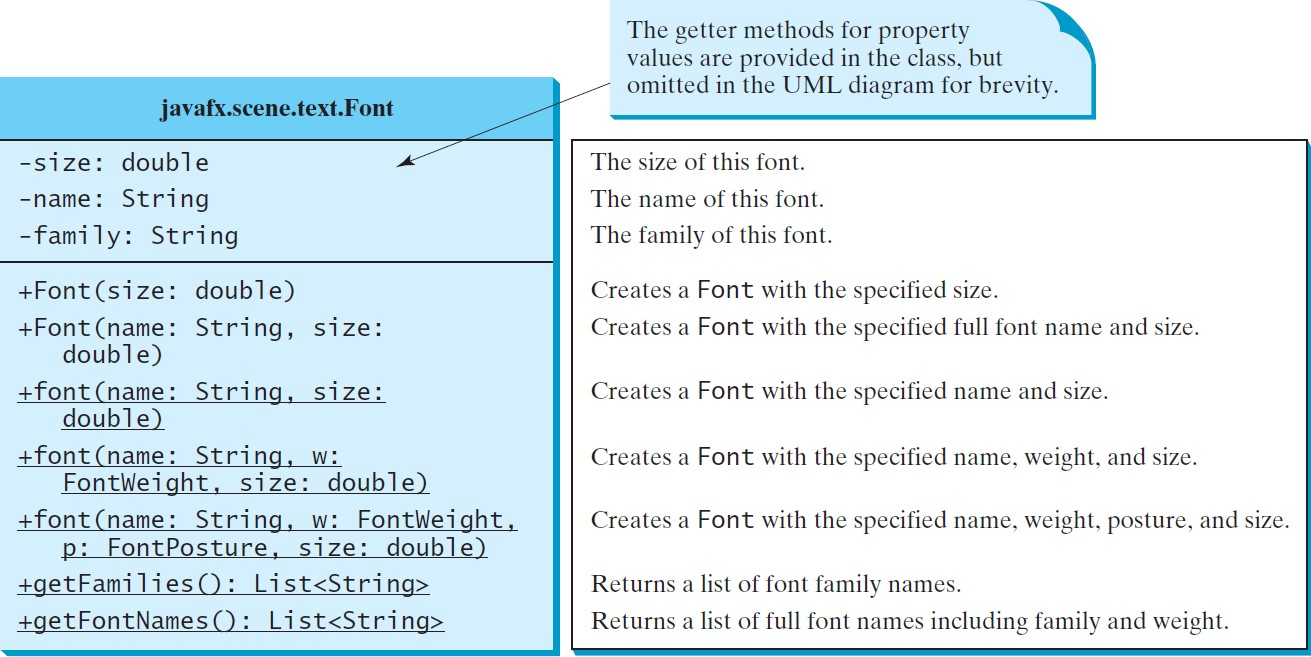 The getter methods for property
values are provided in the class, but
omitted in the UML diagram for brevity.
javafx.scene.text.Font
-size: double
The size of this font.
-name: String
The name of this font.
-family: String
The family of this font.
+Font(size: double)
Creates a Font with the specified size.
+Font(name: String, size:
double)
Creates a Font with the specified full font name and size.
+font(name: String, size:
double)
Creates a Font with the specified name and size.
+font(name: String, w:
FontWeight, size: double)
Creates a Font with the specified name, weight, and size.
+font(name: String, w: FontWeight,
p: FontPosture, size: double)
Creates a Font with the specified name, weight, posture, and size.
+getFamilies(): List<String>
Returns a list of font family names.
+getFontNames(): List<String>
Returns a list of full font names including family and weight.